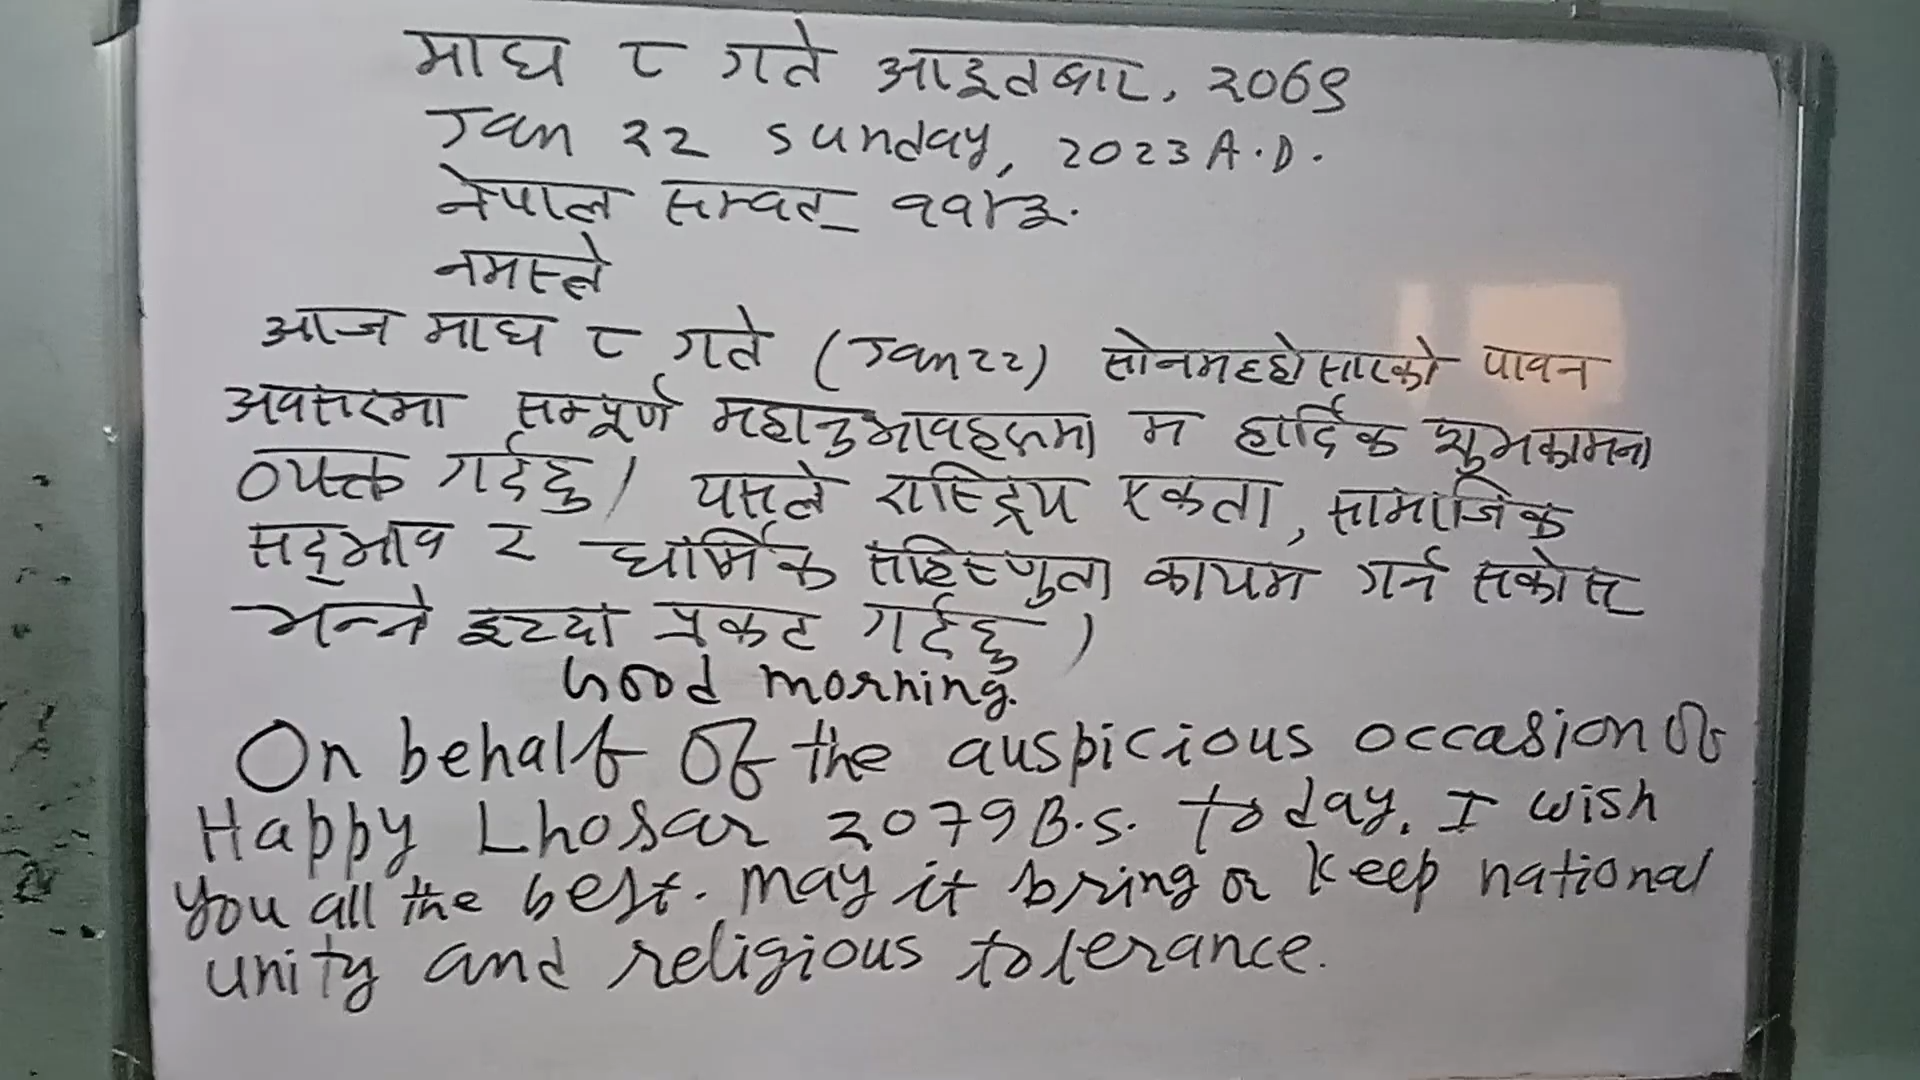 माघ ८ गते आइतबार, २०७९
Jan 22 sunday, 2023 A.D.
नेपाल सम्वत् ११४३.
नमस्ते
आज माघ ८ गते (Jan 22) सोनमल्होसारको पावन
अवसरमा सम्पूर्ण महानुभावहरूमा म हार्दिक शुभकामना
व्यक्त गर्दछु। यसले राष्ट्रिय एकता, सामाजिक
सद्भाव र धार्मिक सहिष्णुता कायम गर्न सकोस्
भन्ने इच्छा प्रकट गर्दछु।
Good morning.
On behalf of the auspicious occasion of
Happy Lhosar 2079 B.S. today, I wish
you all the best. may it bring or keep national
unity and religious tolerance.